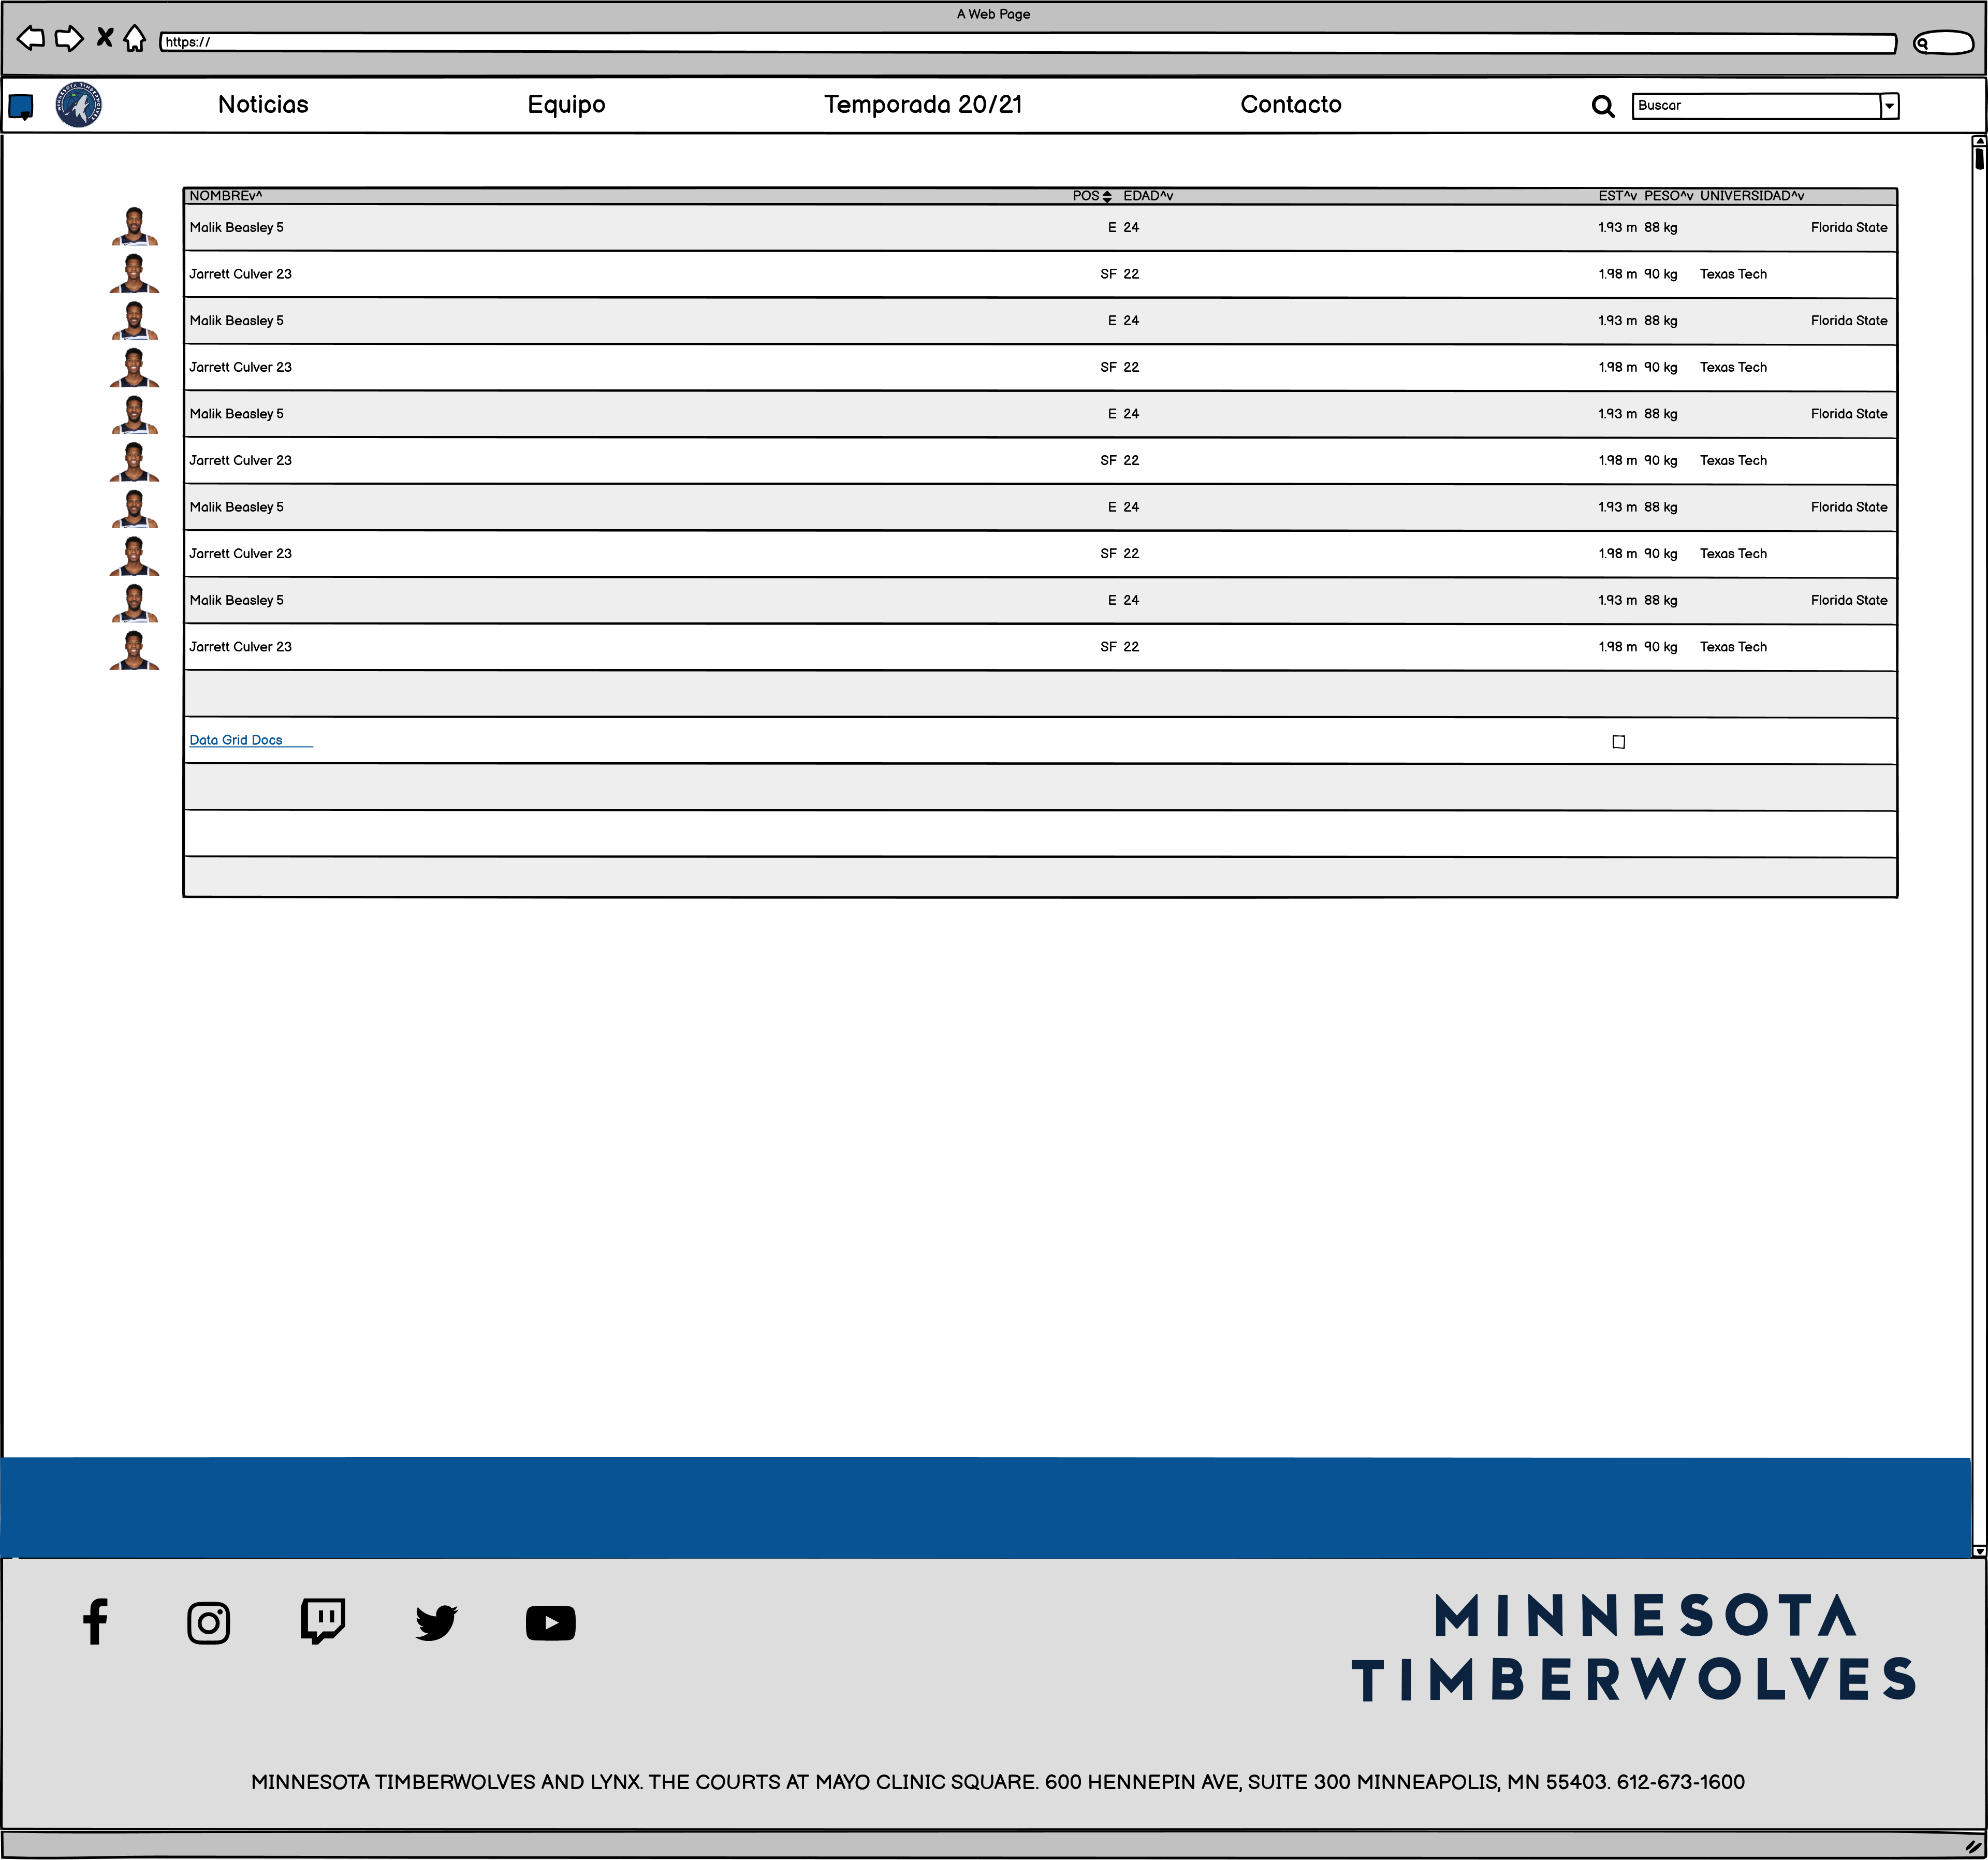 A Web Page
https://
MINNESOTA TIMBERWOLVES
Noticias Equipo Temporada 20/21 Contacto Buscar
NOMBREv^ POS EDAD^v EST^v PESO^v UNIVERSIDAD^v
Malik Beasley 5 E 24 1.93 m 88 kg Florida State
Jarrett Culver 23 SF 22 1.98 m 90 kg Texas Tech
Malik Beasley 5 E 24 1.93 m 88 kg Florida State
Jarrett Culver 23 SF 22 1.98 m 90 kg Texas Tech
Malik Beasley 5 E 24 1.93 m 88 kg Florida State
Jarrett Culver 23 SF 22 1.98 m 90 kg Texas Tech
Malik Beasley 5 E 24 1.93 m 88 kg Florida State
Jarrett Culver 23 SF 22 1.98 m 90 kg Texas Tech
Malik Beasley 5 E 24 1.93 m 88 kg Florida State
Jarrett Culver 23 SF 22 1.98 m 90 kg Texas Tech
Data Grid Docs
MINNESOTA
TIMBERWOLVES
MINNESOTA TIMBERWOLVES AND LYNX. THE COURTS AT MAYO CLINIC SQUARE. 600 HENNEPIN AVE, SUITE 300 MINNEAPOLIS, MN 55403. 612-673-1600